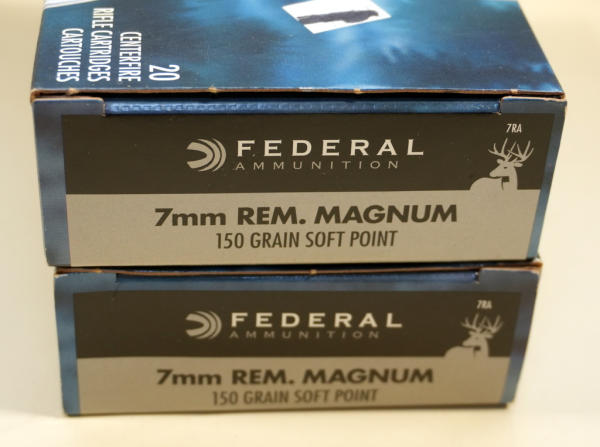 20
CENTERFIRE
RIFLE CARTRIDGES
CARTOUCHES
7RA
FEDERAL
AMMUNITION
7mm REM. MAGNUM
150 GRAIN SOFT POINT
7RA
FEDERAL
AMMUNITION
7mm REM. MAGNUM
150 GRAIN SOFT POINT